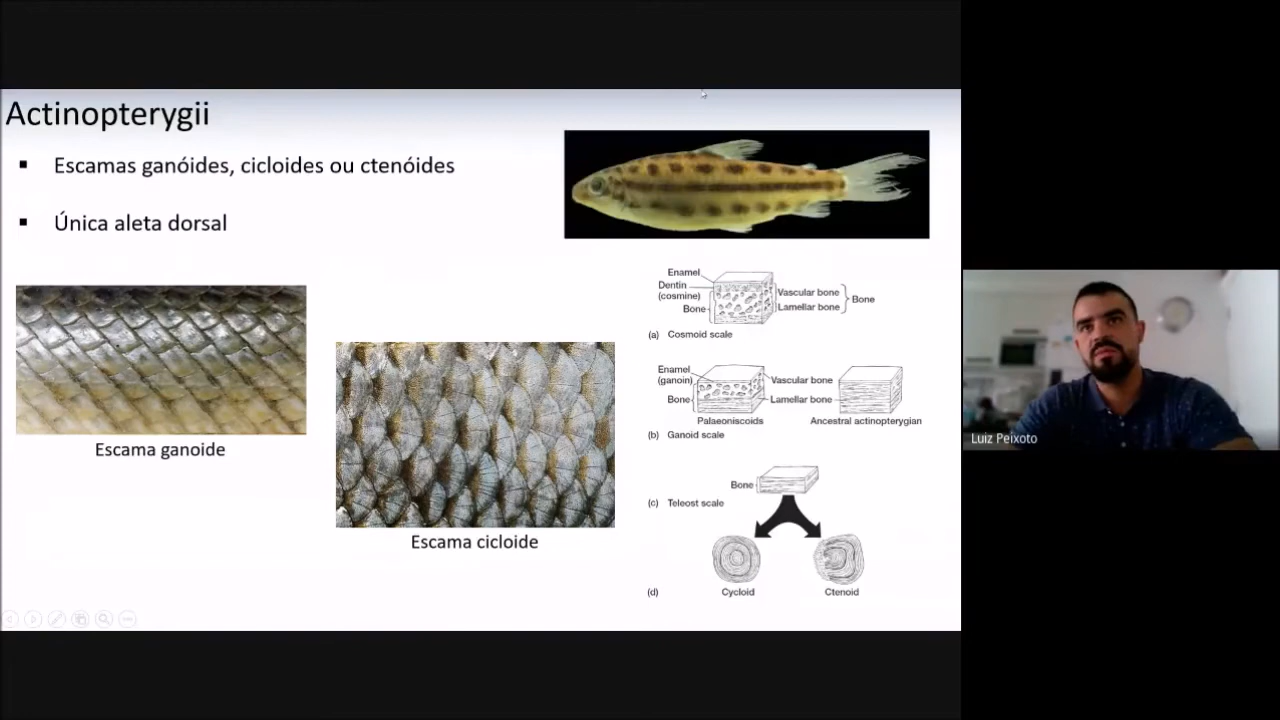 Actinopterygii
▪ Escamas ganóides, cicloides ou ctenóides
▪ Única aleta dorsal
Escama ganoide
Escama cicloide
Enamel
Dentin
(cosmine)
Bone
Vascular bone
Lamellar bone
Bone
(a) Cosmoid scale
Enamel
(ganoin)
Bone
Vascular bone
Lamellar bone
Palaeoniscoids
Ancestral actinopterygian
(b) Ganoid scale
Bone
(c) Teleost scale
(d)
Cycloid
Ctenoid
Luiz Peixoto